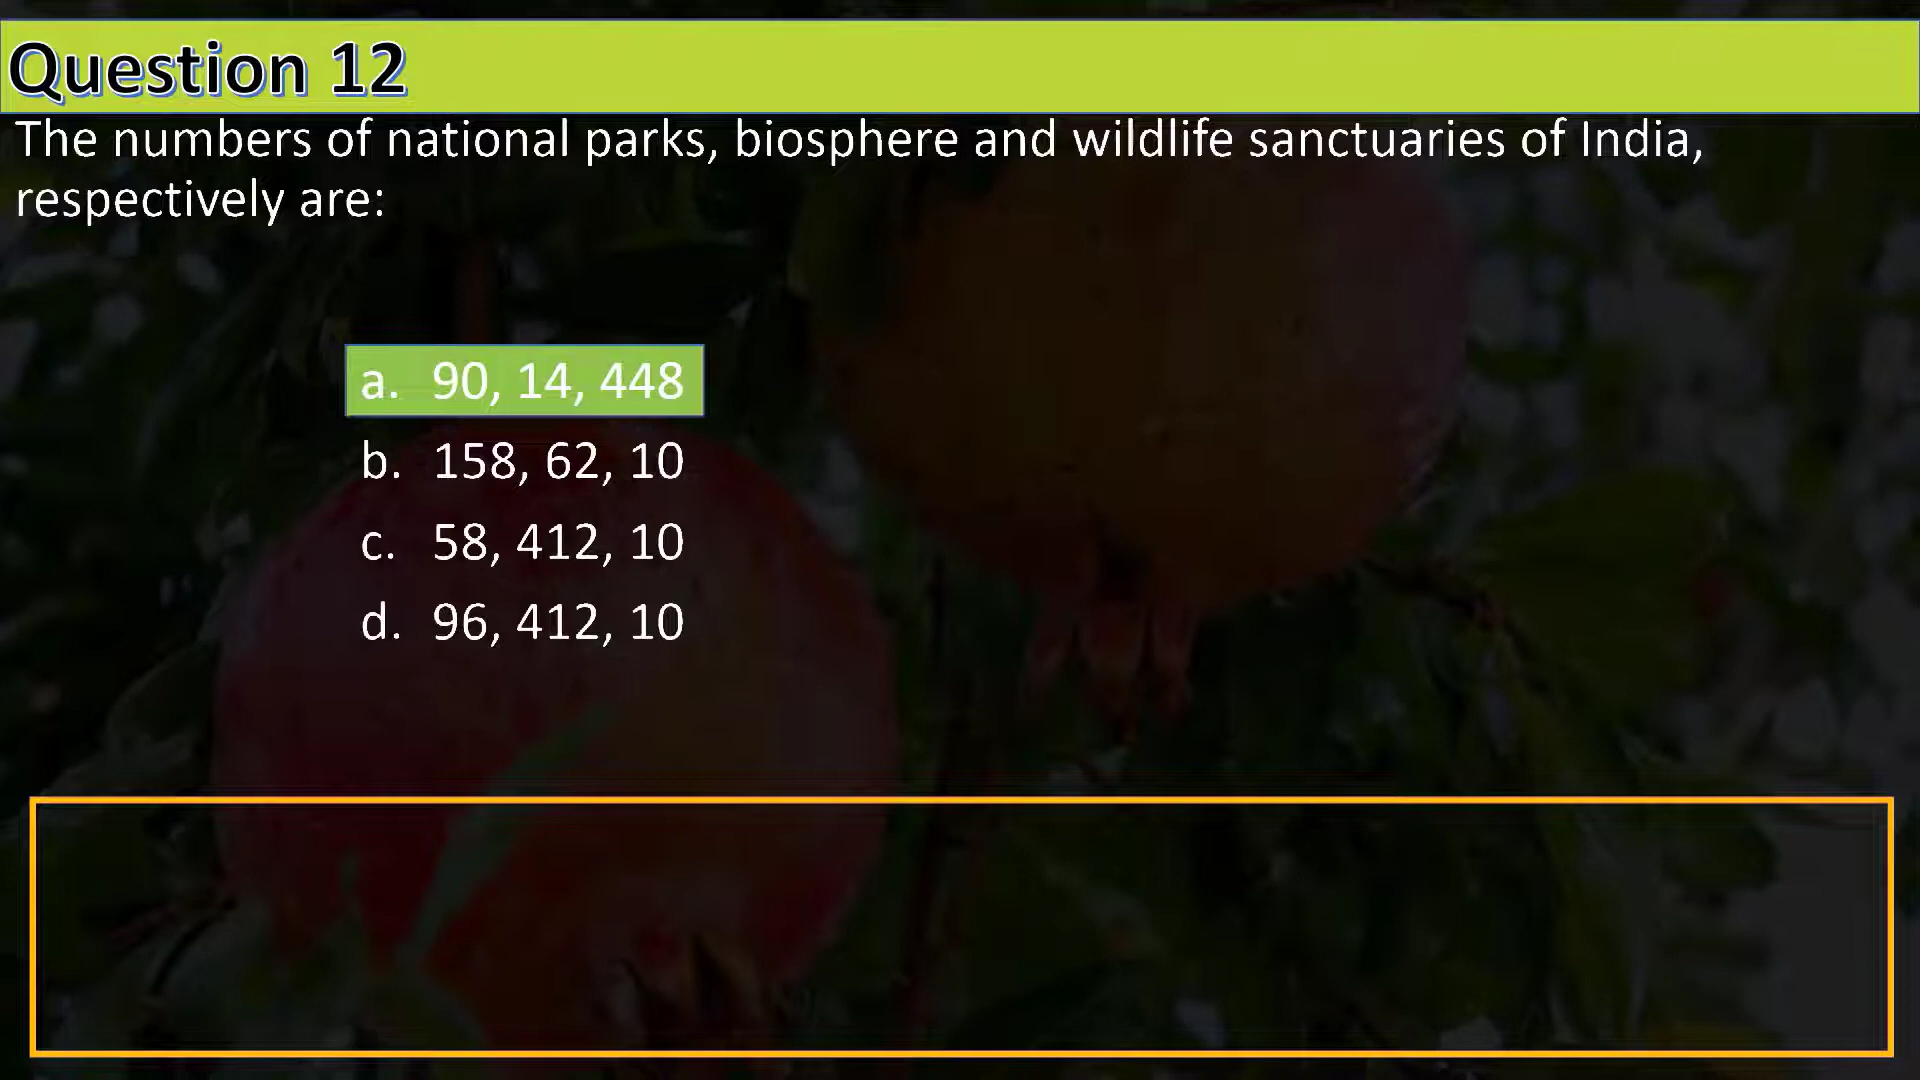 Question 12
The numbers of national parks, biosphere and wildlife sanctuaries of India,
respectively are:
a. 90, 14, 448
b. 158, 62, 10
c. 58, 412, 10
d. 96, 412, 10